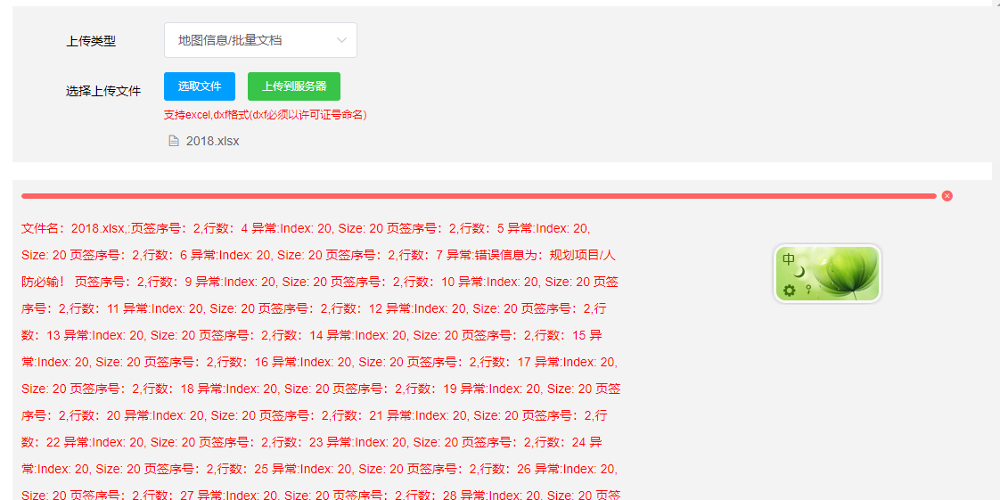 上传类型
地图信息/批量文档
选择上传文件
选取文件
上传到服务器
支持excel,dxf格式(dxf必须以许可证号命名)
2018.xlsx
文件名：2018.xlsx,:页签序号：2,行数：4 异常:Index: 20, Size: 20 页签序号：2,行数：5 异常:Index: 20,
Size: 20 页签序号：2,行数：6 异常:Index: 20, Size: 20 页签序号：2,行数：7 异常:错误信息为：规划项目/人
防必输！ 页签序号：2,行数：9 异常:Index: 20, Size: 20 页签序号：2,行数：10 异常:Index: 20, Size: 20 页签
序号：2,行数：11 异常:Index: 20, Size: 20 页签序号：2,行数：12 异常:Index: 20, Size: 20 页签序号：2,行
数：13 异常:Index: 20, Size: 20 页签序号：2,行数：14 异常:Index: 20, Size: 20 页签序号：2,行数：15 异
常:Index: 20, Size: 20 页签序号：2,行数：16 异常:Index: 20, Size: 20 页签序号：2,行数：17 异常:Index: 20,
Size: 20 页签序号：2,行数：18 异常:Index: 20, Size: 20 页签序号：2,行数：19 异常:Index: 20, Size: 20 页签
序号：2,行数：20 异常:Index: 20, Size: 20 页签序号：2,行数：21 异常:Index: 20, Size: 20 页签序号：2,行
数：22 异常:Index: 20, Size: 20 页签序号：2,行数：23 异常:Index: 20, Size: 20 页签序号：2,行数：24 异
常:Index: 20, Size: 20 页签序号：2,行数：25 异常:Index: 20, Size: 20 页签序号：2,行数：26 异常:Index: 20,
Size: 20 页签序号：2,行数：27 异常:Index: 20, Size: 20 页签序号：2,行数：28 异常:Index: 20, Size: 20 页签
中